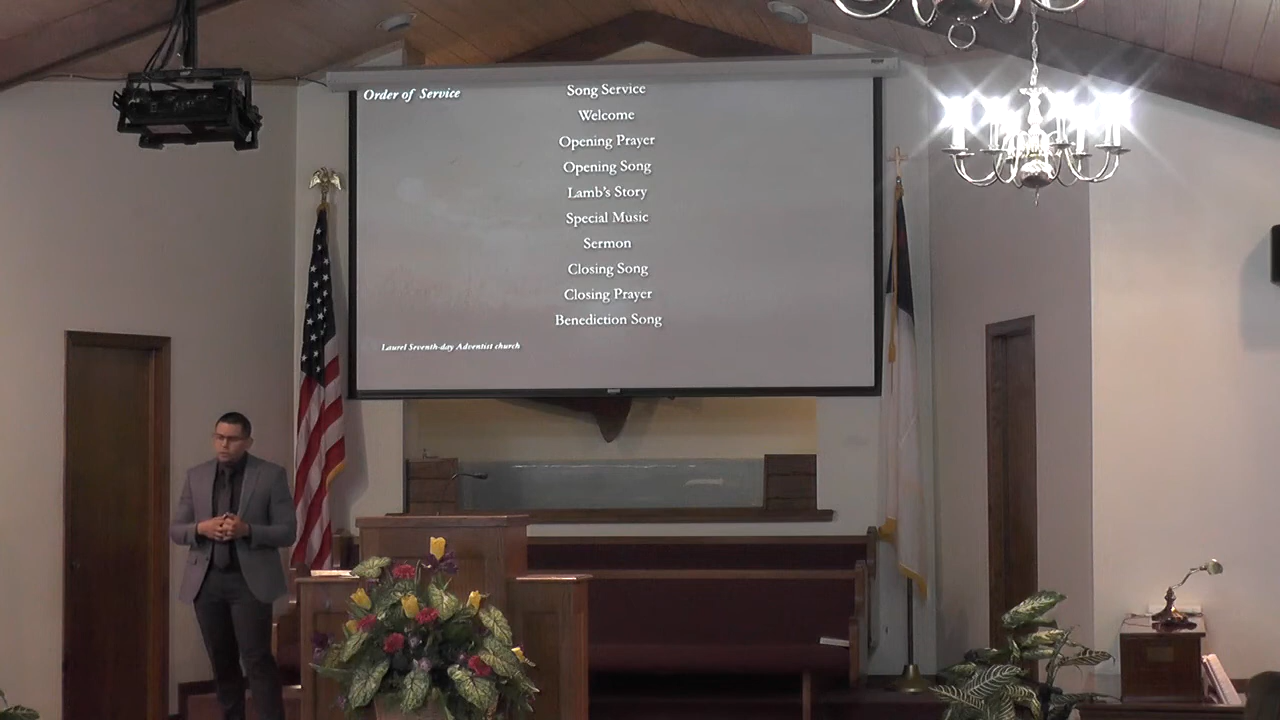 Order of Service
Song Service
Welcome
Opening Prayer
Opening Song
Lamb's Story
Special Music
Sermon
Closing Song
Closing Prayer
Benediction Song
Laurel Seventh-day Adventist church